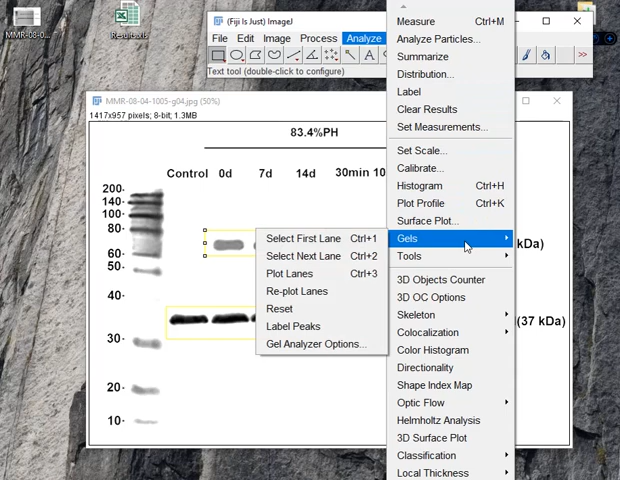 MMR-08-0...
Results.xls
(Fiji Is Just) ImageJ
File Edit Image Process Analyze
Text tool (double-click to configure)
>>
MMR-08-04-1005-g04.jpg (50%)
1417x957 pixels; 8-bit; 1.3MB
83.4%PH
Control 0d 7d 14d 30min 10
200-
140-
100-
80-
60-
50-
40-
30-
20-
10-
kDa)
(37 kDa)
Measure Ctrl+M
Analyze Particles...
Summarize
Distribution...
Label
Clear Results
Set Measurements...
Set Scale...
Calibrate...
Histogram Ctrl+H
Plot Profile Ctrl+K
Surface Plot...
Gels
Tools
3D Objects Counter
3D OC Options
Skeleton
Colocalization
Color Histogram
Directionality
Shape Index Map
Optic Flow
Helmholtz Analysis
3D Surface Plot
Classification
Local Thickness
Select First Lane Ctrl+1
Select Next Lane Ctrl+2
Plot Lanes Ctrl+3
Re-plot Lanes
Reset
Label Peaks
Gel Analyzer Options...